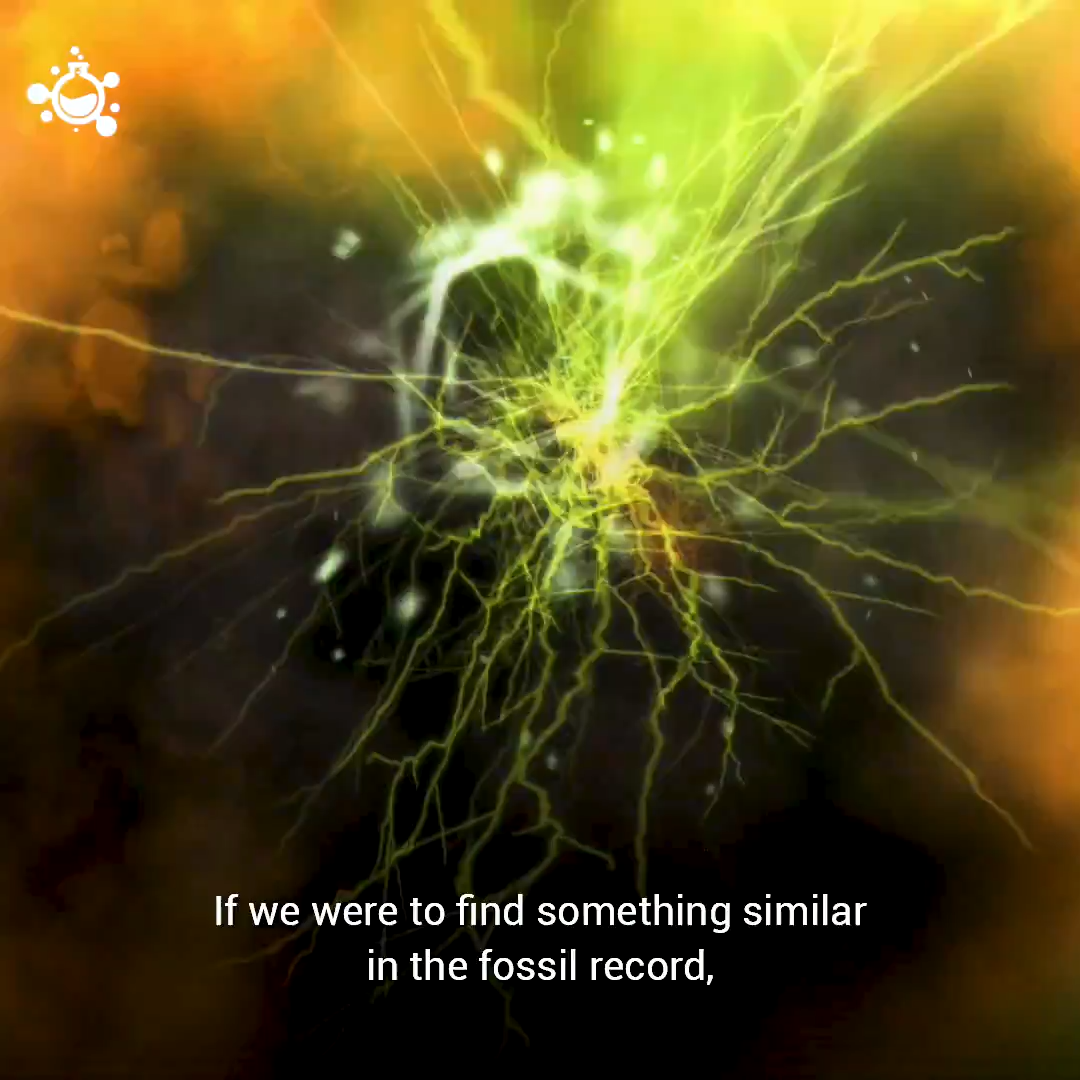 If we were to find something similar
in the fossil record,